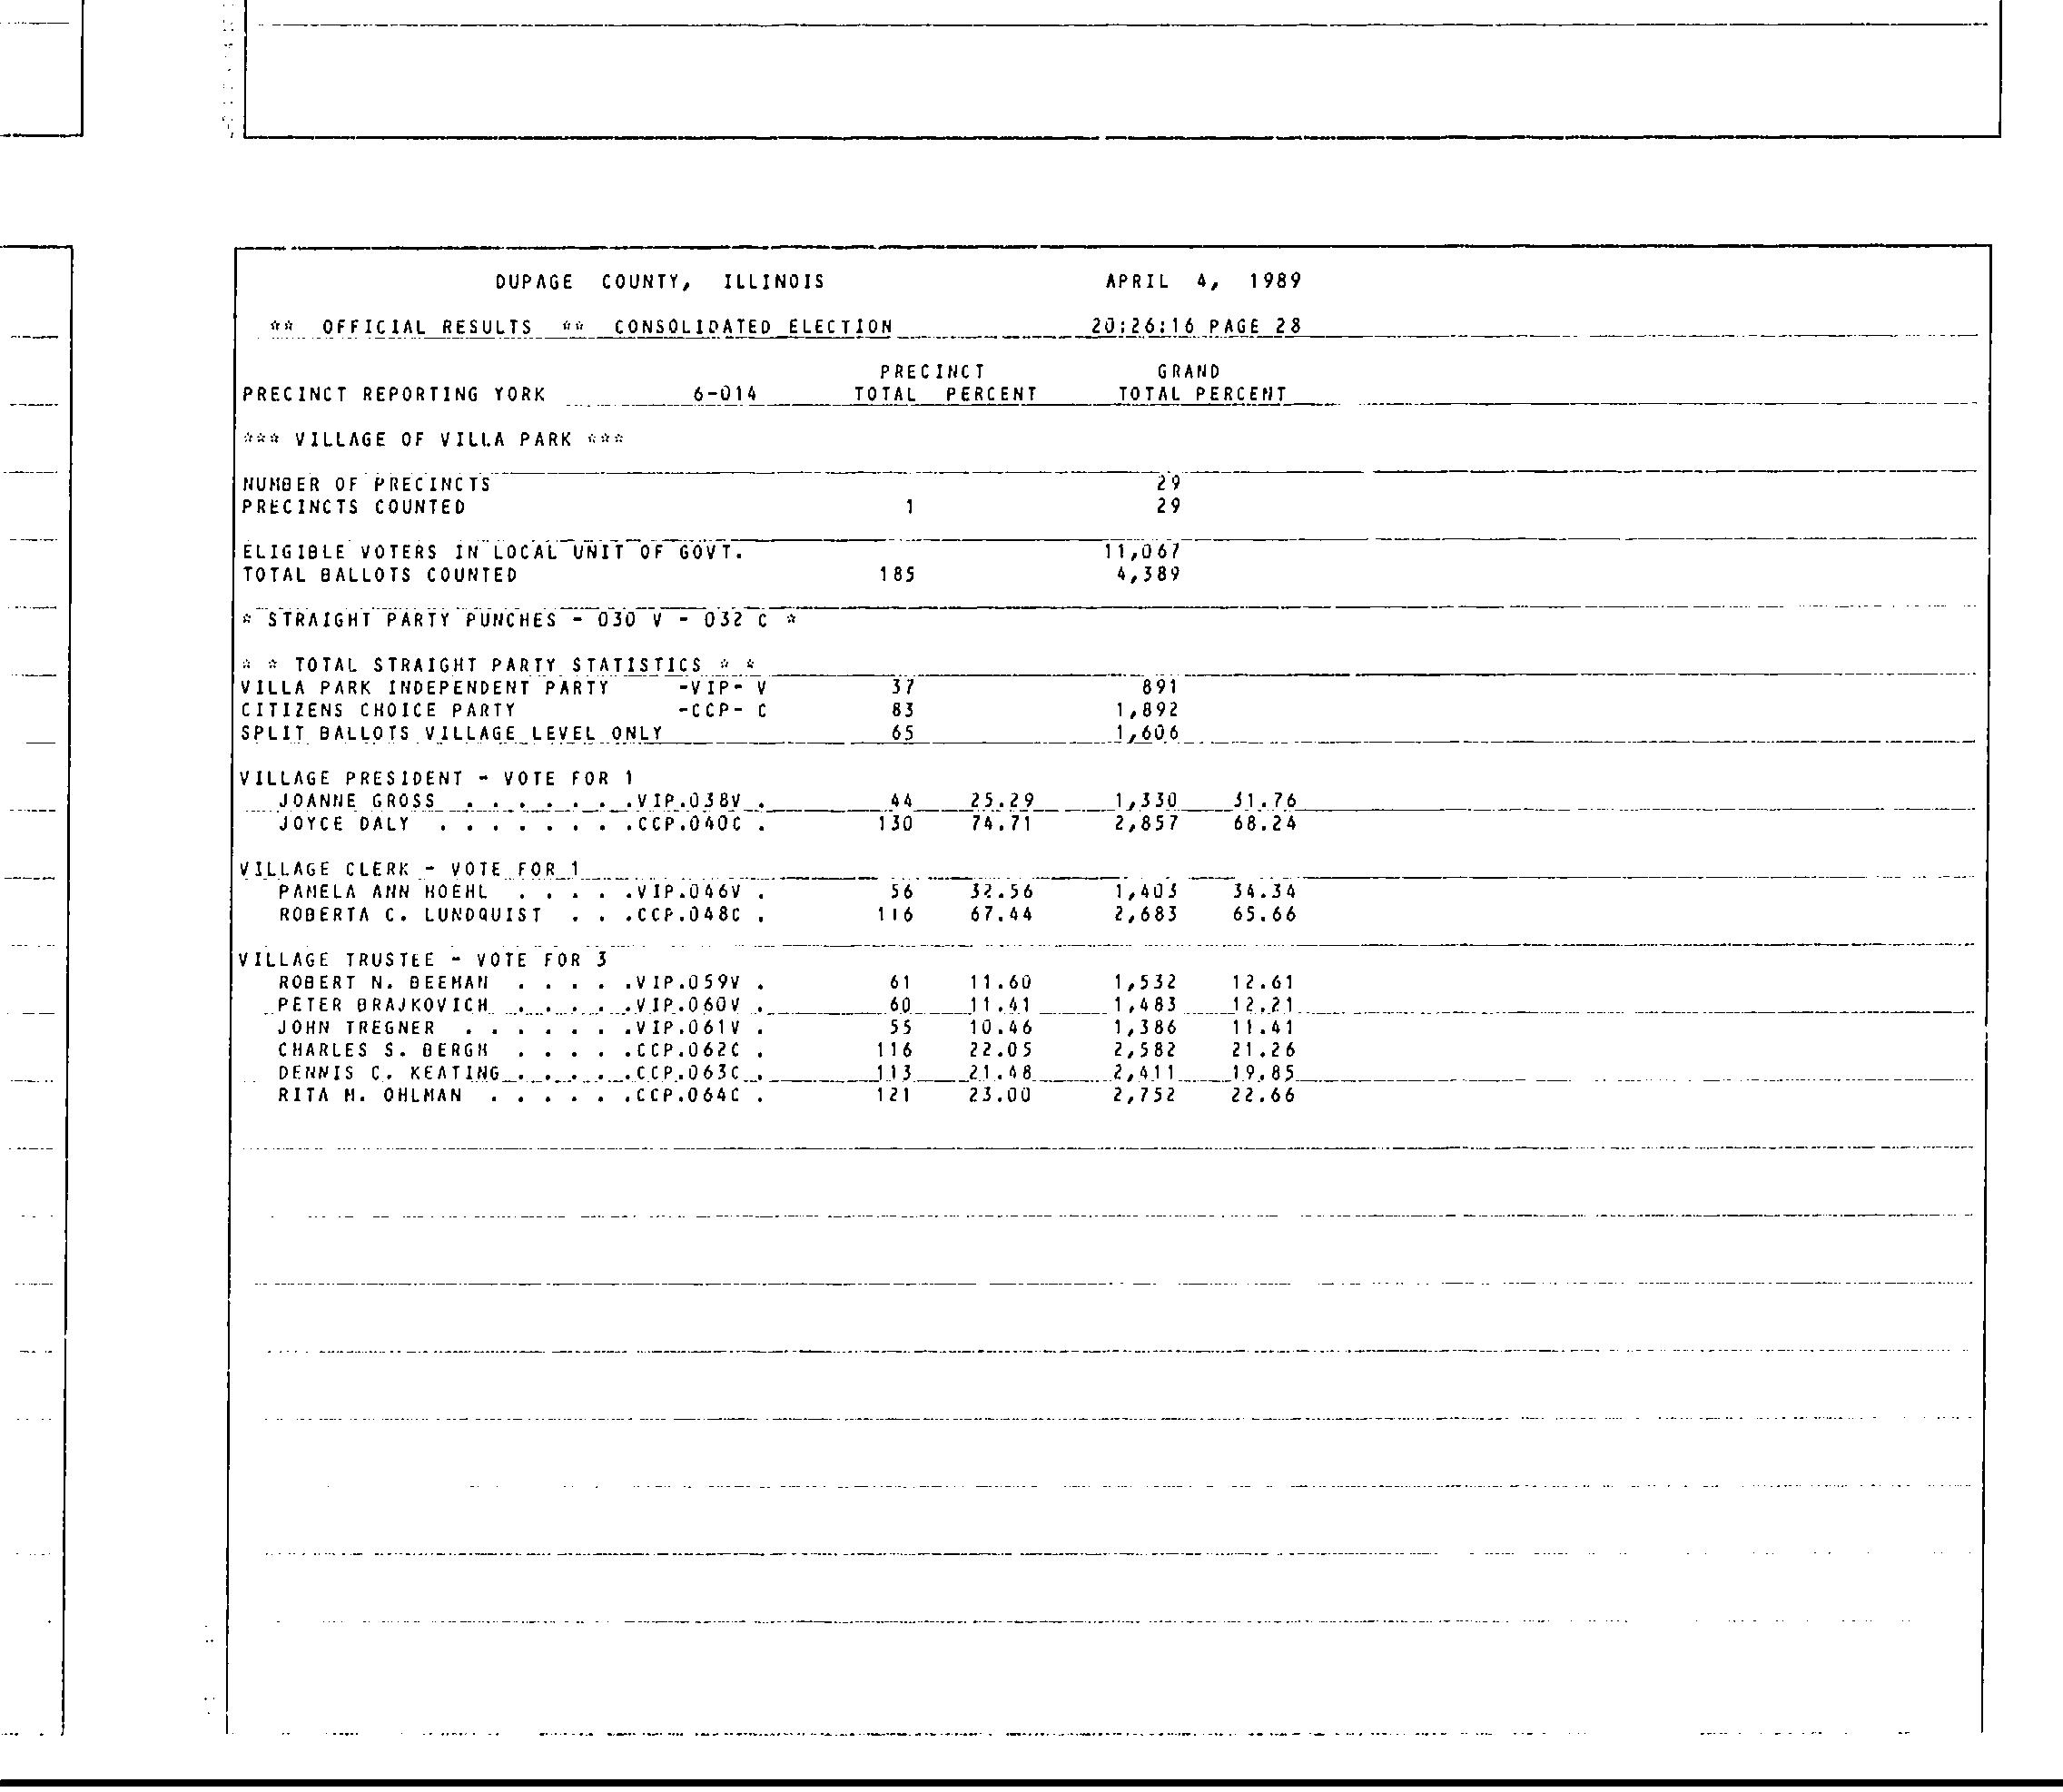 DUPAGE COUNTY, ILLINOIS APRIL 4, 1989
** OFFICIAL RESULTS ** CONSOLIDATED ELECTION 20:26:16 PAGE 28
PRECINCT GRAND
PRECINCT REPORTING YORK 6-014 TOTAL PERCENT TOTAL PERCENT
*** VILLAGE OF VILLA PARK ***
NUMBER OF PRECINCTS 29
PRECINCTS COUNTED 1 29
ELIGIBLE VOTERS IN LOCAL UNIT OF GOVT. 11,067
TOTAL BALLOTS COUNTED 185 4,389
* STRAIGHT PARTY PUNCHES - 030 V - 032 C *
* * TOTAL STRAIGHT PARTY STATISTICS * *
VILLA PARK INDEPENDENT PARTY -VIP- V 37 891
CITIZENS CHOICE PARTY -CCP- C 83 1,892
SPLIT BALLOTS VILLAGE LEVEL ONLY 65 1,606
VILLAGE PRESIDENT - VOTE FOR 1
JOANNE GROSS . . . . . . .VIP.038V . 44 25.29 1,330 31.76
JOYCE DALY . . . . . . . .CCP.040C . 130 74.71 2,857 68.24
VILLAGE CLERK - VOTE FOR 1
PAMELA ANN HOEHL . . . . .VIP.046V . 56 32.56 1,403 34.34
ROBERTA C. LUNDQUIST . . .CCP.048C . 116 67.44 2,683 65.66
VILLAGE TRUSTEE - VOTE FOR 3
ROBERT N. BEEMAN . . . . .VIP.059V . 61 11.60 1,532 12.61
PETER BRAJKOVICH . . . . .VIP.060V . 60 11.41 1,483 12.21
JOHN TREGNER . . . . . . .VIP.061V . 55 10.46 1,386 11.41
CHARLES S. BERGH . . . . .CCP.062C . 116 22.05 2,582 21.26
DENNIS C. KEATING . . . . .CCP.063C . 113 21.48 2,411 19.85
RITA M. OHLMAN . . . . . .CCP.064C . 121 23.00 2,752 22.66